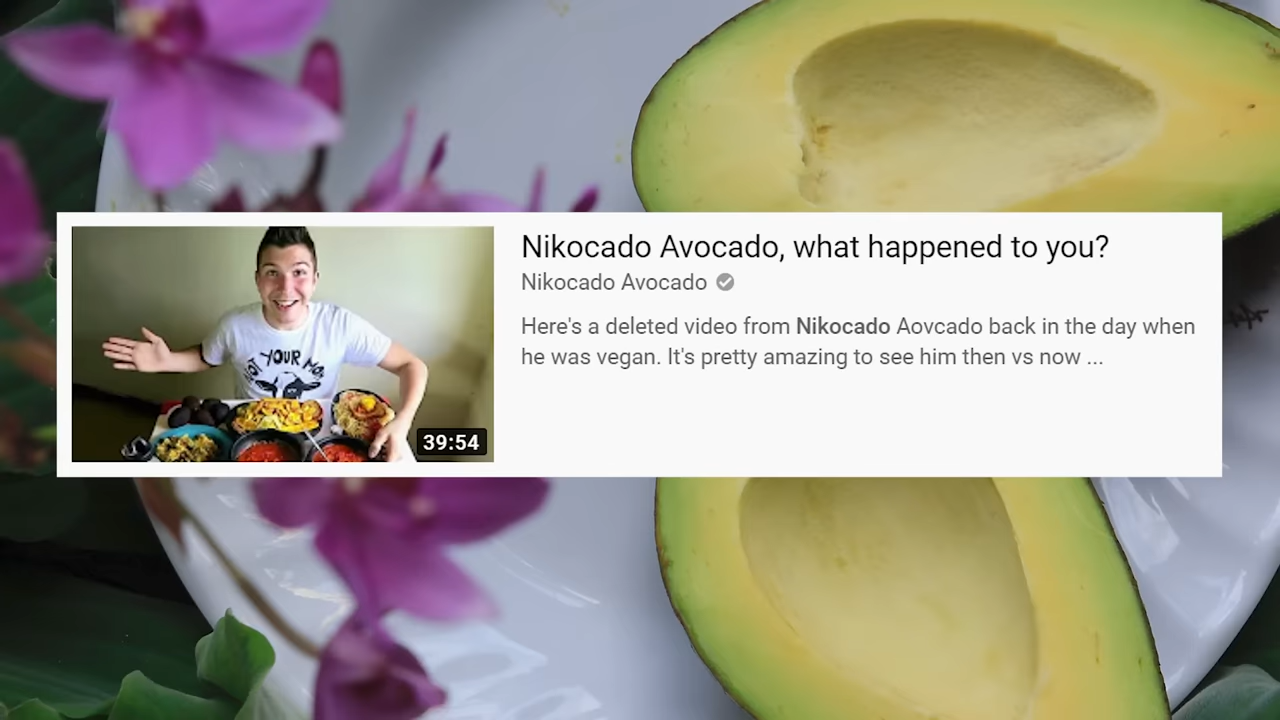 Nikocado Avocado, what happened to you?
Nikocado Avocado
Here's a deleted video from Nikocado Aovcado back in the day when
he was vegan. It's pretty amazing to see him then vs now ...
39:54